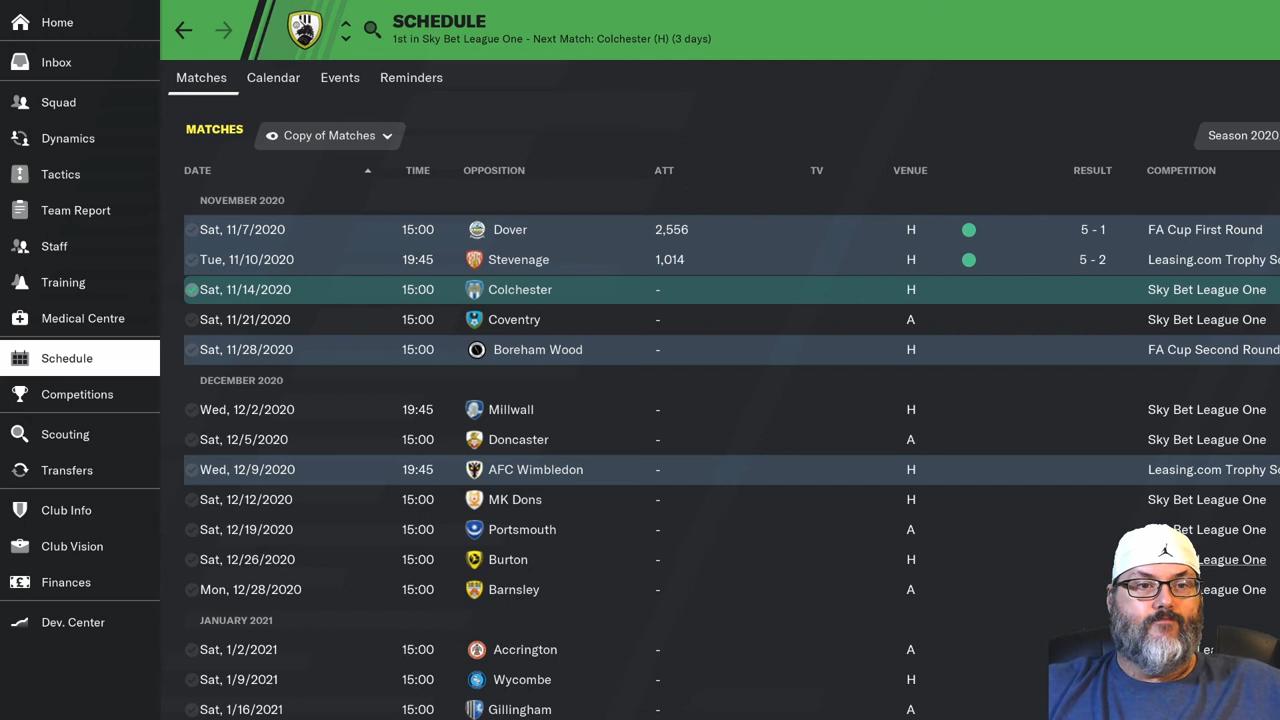 Home
Inbox
Squad
Dynamics
Tactics
Team Report
Staff
Training
Medical Centre
Schedule
Competitions
Scouting
Transfers
Club Info
Club Vision
Finances
Dev. Center
SCHEDULE
1st in Sky Bet League One - Next Match: Colchester (H) (3 days)
Matches Calendar Events Reminders
MATCHES Copy of Matches Season 2020
DATE TIME OPPOSITION ATT TV VENUE RESULT COMPETITION
NOVEMBER 2020
Sat, 11/7/2020 15:00 Dover 2,556 H 5 - 1 FA Cup First Round
Tue, 11/10/2020 19:45 Stevenage 1,014 H 5 - 2 Leasing.com Trophy
Sat, 11/14/2020 15:00 Colchester - H Sky Bet League One
Sat, 11/21/2020 15:00 Coventry - A Sky Bet League One
Sat, 11/28/2020 15:00 Boreham Wood - H FA Cup Second Round
DECEMBER 2020
Wed, 12/2/2020 19:45 Millwall - H Sky Bet League One
Sat, 12/5/2020 15:00 Doncaster - A Sky Bet League One
Wed, 12/9/2020 19:45 AFC Wimbledon - H Leasing.com Trophy
Sat, 12/12/2020 15:00 MK Dons - H Sky Bet League One
Sat, 12/19/2020 15:00 Portsmouth - A Bet League One
Sat, 12/26/2020 15:00 Burton - H League One
Mon, 12/28/2020 15:00 Barnsley - A League One
JANUARY 2021
Sat, 1/2/2021 15:00 Accrington - A
Sat, 1/9/2021 15:00 Wycombe - H
Sat, 1/16/2021 15:00 Gillingham - A